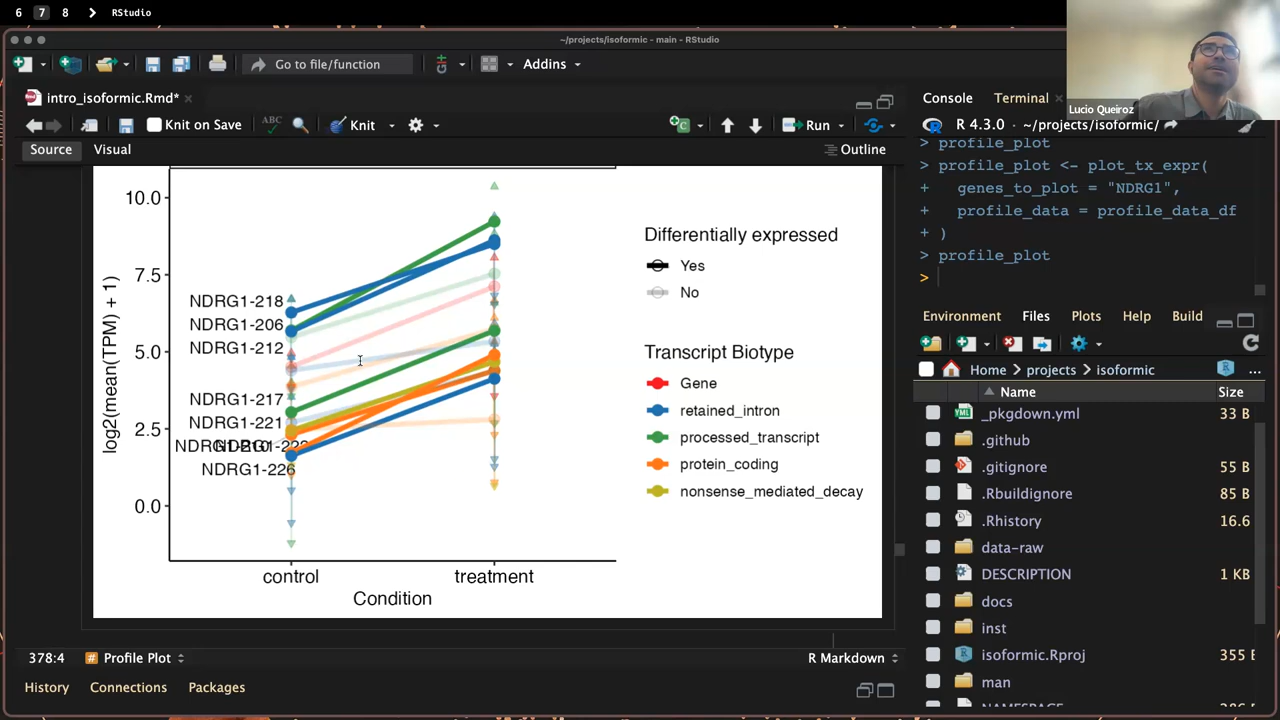 6 7 8 RStudio
~/projects/isoformic - main - RStudio
Go to file/function
Addins
intro_isoformic.Rmd*
Knit on Save
ABC
Knit
Run
Source Visual
Outline
10.0
7.5
5.0
2.5
0.0
log2(mean(TPM) + 1)
NDRG1-218
NDRG1-206
NDRG1-212
NDRG1-217
NDRG1-221
NDRG1-226
control treatment
Condition
Differentially expressed
Yes
No
Transcript Biotype
Gene
retained_intron
processed_transcript
protein_coding
nonsense_mediated_decay
378:4 # Profile Plot R Markdown
History Connections Packages
Lucio Queiroz
Console Terminal
R 4.3.0 · ~/projects/isoformic/
> profile_plot
> profile_plot <- plot_tx_expr(
+ genes_to_plot = "NDRG1",
+ profile_data = profile_data_df
+ )
> profile_plot
>
Environment Files Plots Help Build
Home projects isoformic ...
Name Size
_pkgdown.yml 33 B
.github
.gitignore 55 B
.Rbuildignore 85 B
.Rhistory 16.6
data-raw
DESCRIPTION 1 KB
docs
inst
isoformic.Rproj 355 B
man